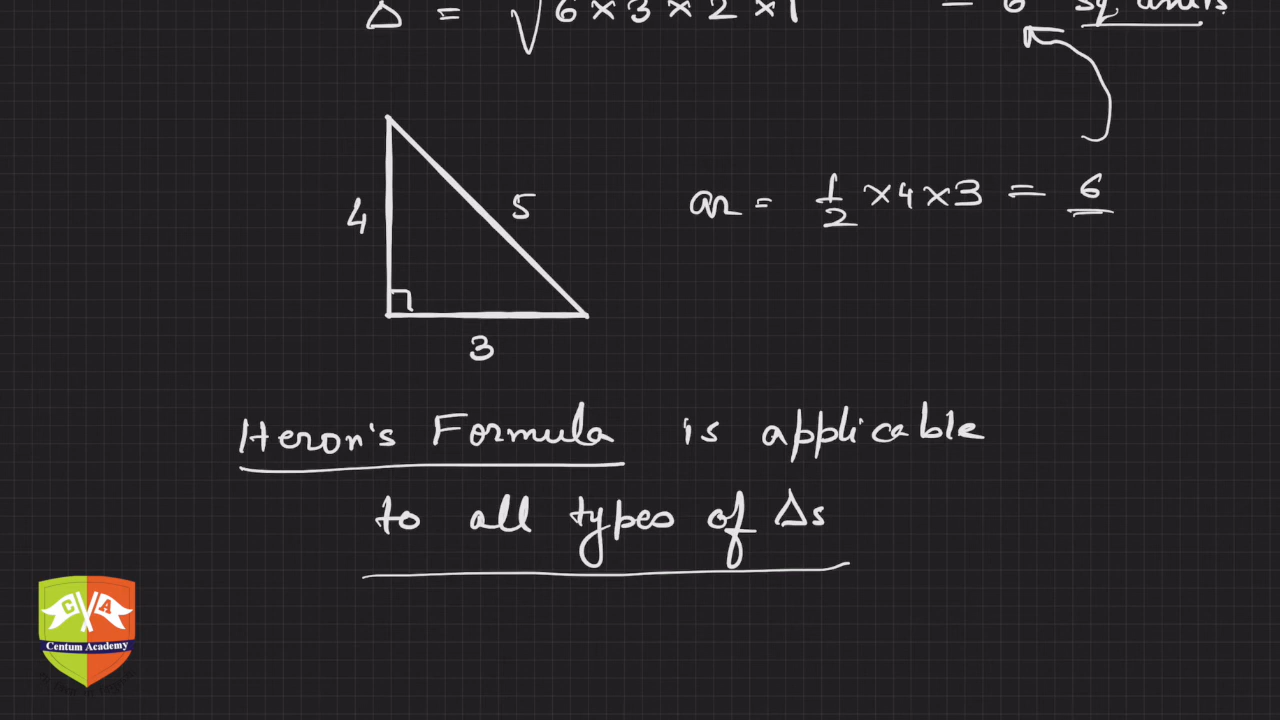 Δ = √6×3×2×1 = 6 sq units
4
5
ar = 1/2 ×4×3 = 6
3
Heron's Formula is applicable
to all types of Δs
C A
Centum Academy